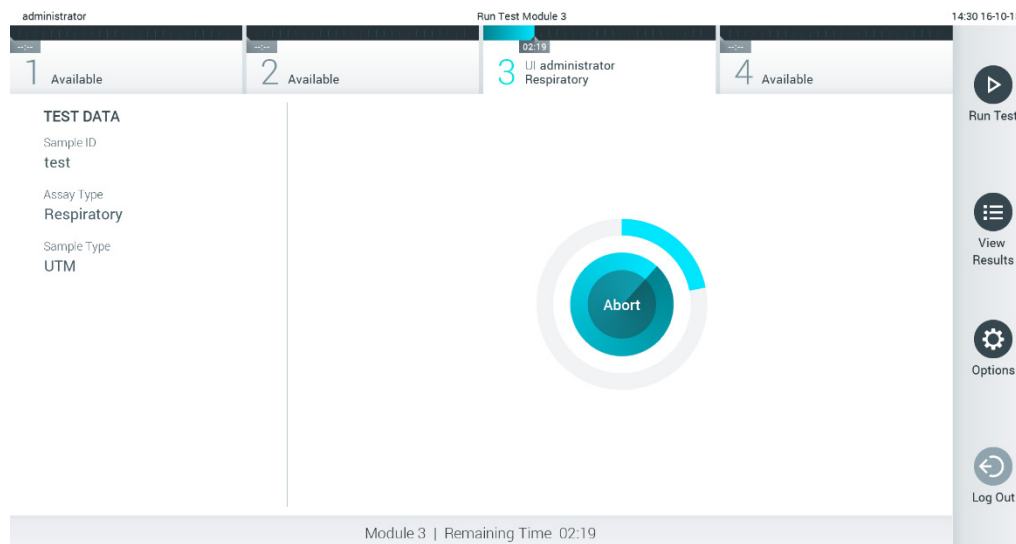 administrator
Run Test Module 3
14:30 16-10-1
--:--
1 Available
--:--
2 Available
02:19
3 UI administrator
Respiratory
--:--
4 Available
TEST DATA
Sample ID
test
Assay Type
Respiratory
Sample Type
UTM
Abort
Run Test
View
Results
Options
Log Out
Module 3 | Remaining Time 02:19